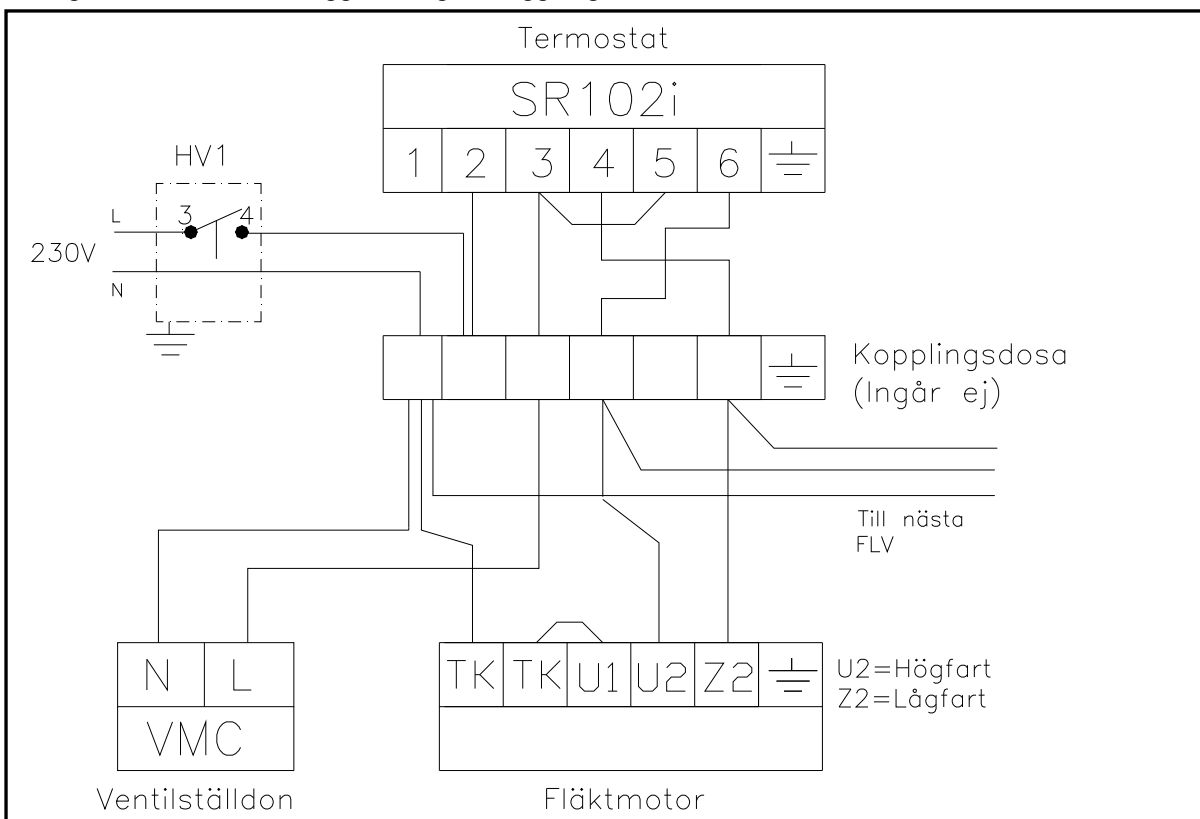 Termostat
SR102i
1 2 3 4 5 6
HV1
L 3 4
230V
N
Kopplingsdosa
(Ingår ej)
Till nästa
FLV
N L
VMC
Ventilställdon
TK TK U1 U2 Z2
Fläktmotor
U2=Högfart
Z2=Lågfart